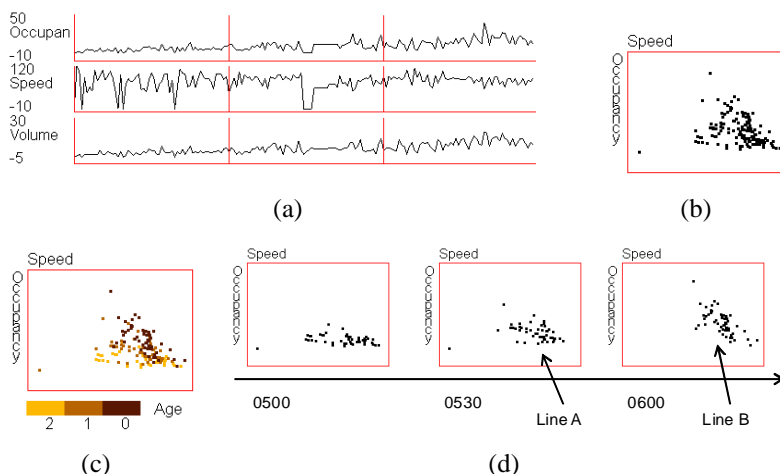 50
Occupan
-10
120
Speed
-10
30
Volume
-5
(a)
Speed
Occupancy
(b)
Speed
Occupancy
2 1 0 Age
(c)
Speed
Occupancy
Speed
Occupancy
Speed
Occupancy
0500 0530 0600
Line A Line B
(d)